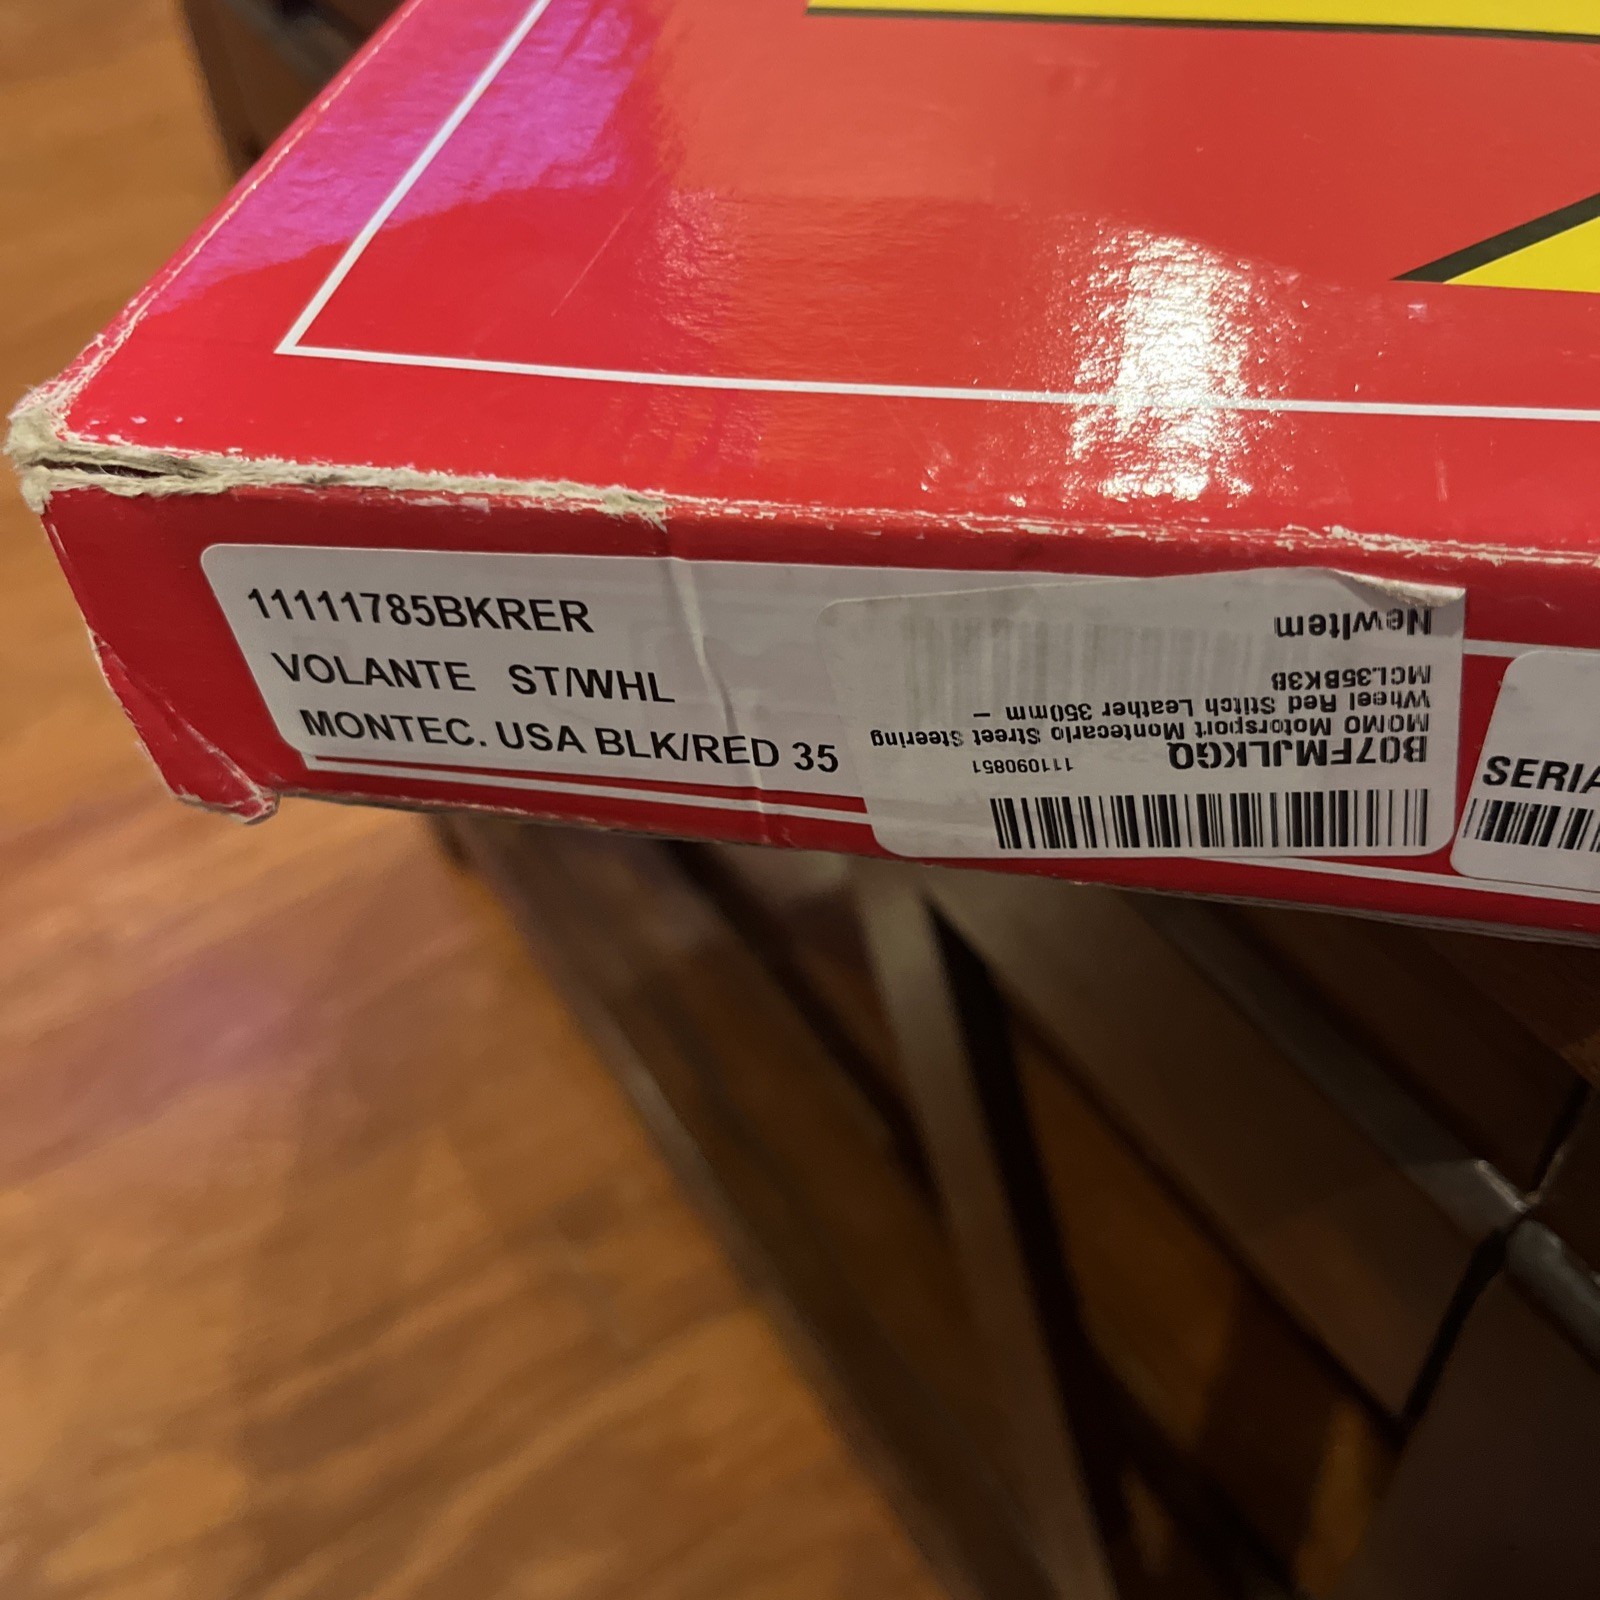 11111785BKRER
VOLANTE ST/WHL
MONTEC. USA BLK/RED 35
B07FMJLKGQ 11090851
MOMO Motorsport Montecarlo Street Steering
Wheel Red Stitch Leather 350mm –
MCL35BK3B
NewItem
SERIA